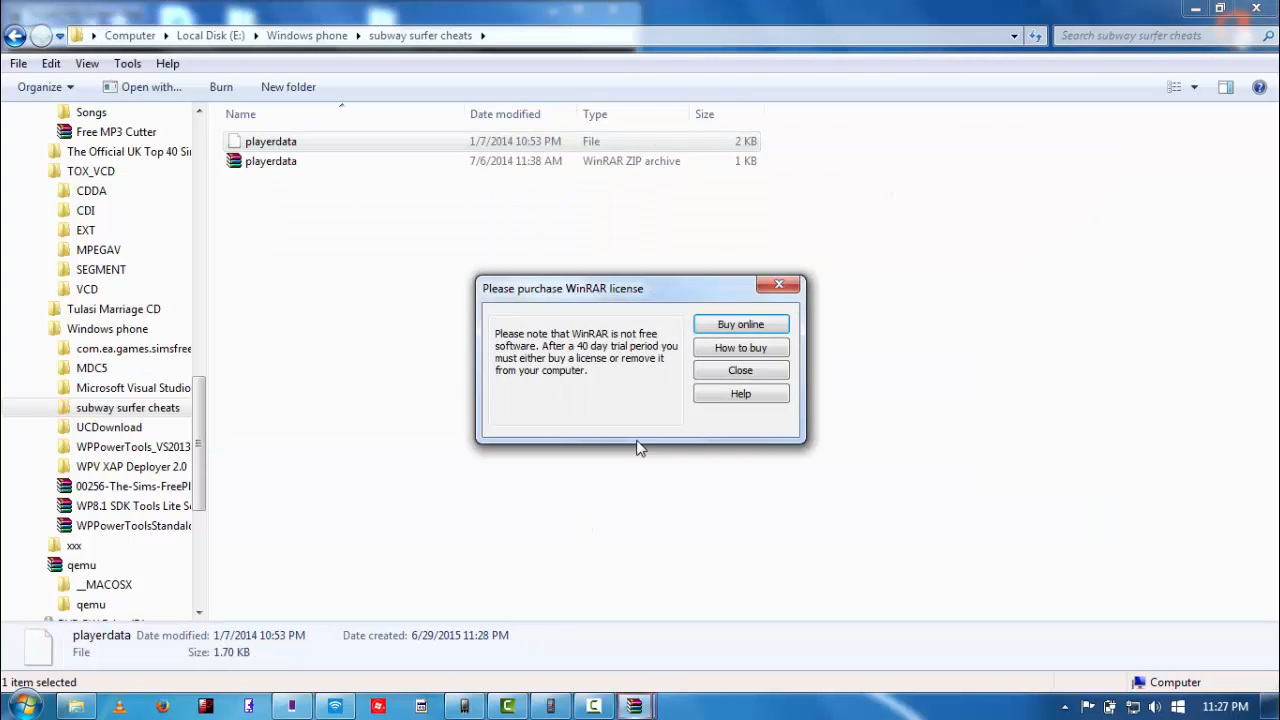 Computer Local Disk (E:) Windows phone subway surfer cheats
Search subway surfer cheats
File Edit View Tools Help
Organize Open with... Burn New folder
Name Date modified Type Size
playerdata 1/7/2014 10:53 PM File 2 KB
playerdata 7/6/2014 11:38 AM WinRAR ZIP archive 1 KB
Songs
Free MP3 Cutter
The Official UK Top 40 Si
TOX_VCD
CDDA
CDI
EXT
MPEGAV
SEGMENT
VCD
Tulasi Marriage CD
Windows phone
com.ea.games.simsfree
MDC5
Microsoft Visual Studio
subway surfer cheats
UCDownload
WPPowerTools_VS2013
WPV XAP Deployer 2.0
00256-The-Sims-FreePl
WP8.1 SDK Tools Lite Se
WPPowerToolsStandalo
xxx
qemu
__MACOSX
qemu
Please purchase WinRAR license
Please note that WinRAR is not free
software. After a 40 day trial period you
must either buy a license or remove it
from your computer.
Buy online
How to buy
Close
Help
playerdata Date modified: 1/7/2014 10:53 PM Date created: 6/29/2015 11:28 PM
File Size: 1.70 KB
1 item selected
Computer
11:27 PM